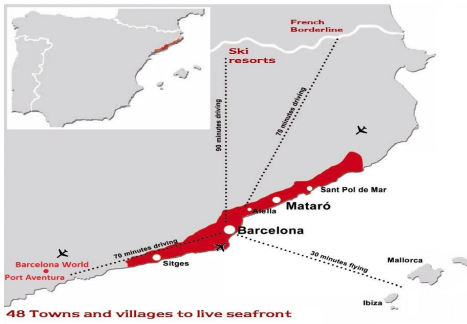 French
Borderline
Ski
resorts
90 minutes driving
70 minutes driving
Sant Pol de Mar
Mataró
Alella
Barcelona
70 minutes driving
30 minutes flying
Barcelona World
Port Aventura
Sitges
Mallorca
Ibiza
48 Towns and villages to live seafront